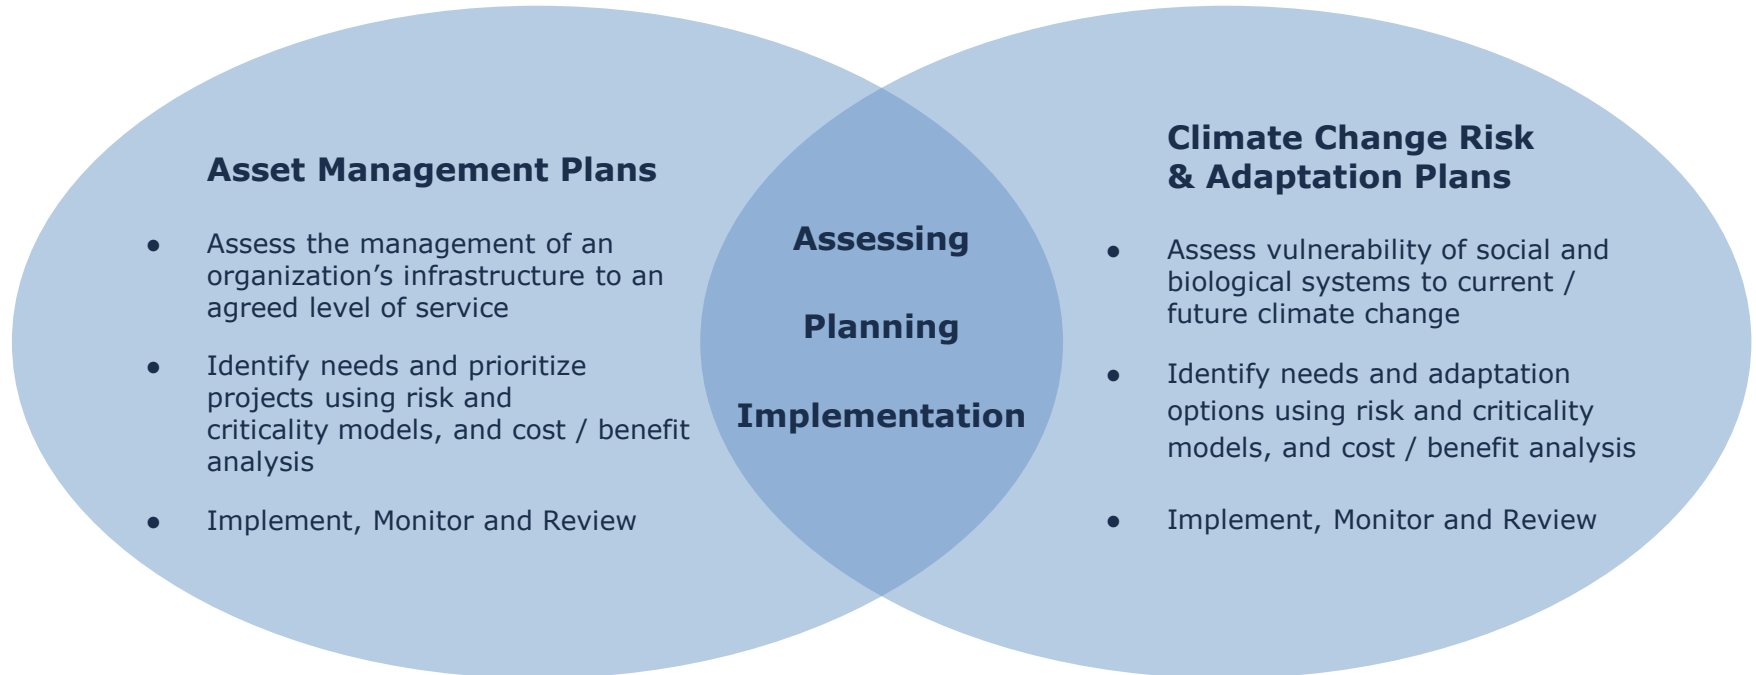 Asset Management Plans
● Assess the management of an
organization’s infrastructure to an
agreed level of service
● Identify needs and prioritize
projects using risk and
criticality models, and cost / benefit
analysis
● Implement, Monitor and Review
Assessing
Planning
Implementation
Climate Change Risk
& Adaptation Plans
● Assess vulnerability of social and
biological systems to current /
future climate change
● Identify needs and adaptation
options using risk and criticality
models, and cost / benefit analysis
● Implement, Monitor and Review